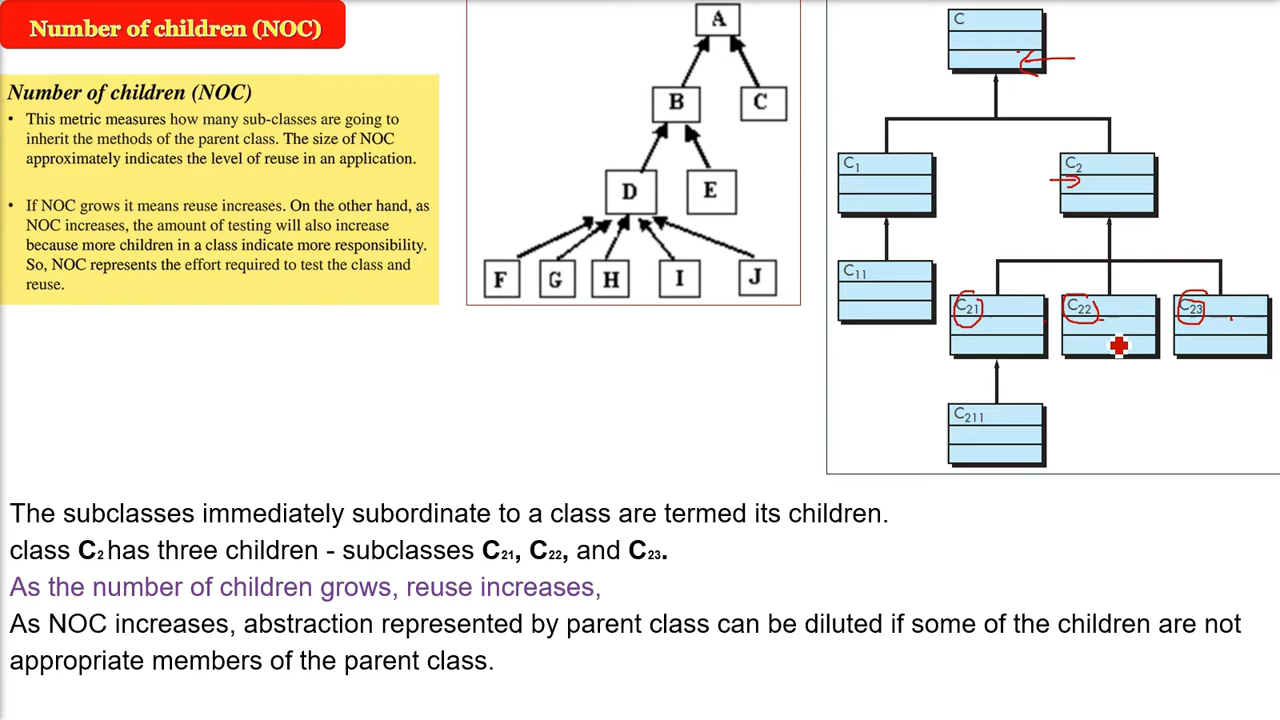 Number of children (NOC)
Number of children (NOC)
• This metric measures how many sub-classes are going to
inherit the methods of the parent class. The size of NOC
approximately indicates the level of reuse in an application.
• If NOC grows it means reuse increases. On the other hand, as
NOC increases, the amount of testing will also increase
because more children in a class indicate more responsibility.
So, NOC represents the effort required to test the class and
reuse.
A
B
C
D
E
F
G
H
I
J
C
C1
C2
C11
C21
C22
C23
C211
The subclasses immediately subordinate to a class are termed its children.
class C2 has three children - subclasses C21, C22, and C23.
As the number of children grows, reuse increases,
As NOC increases, abstraction represented by parent class can be diluted if some of the children are not
appropriate members of the parent class.